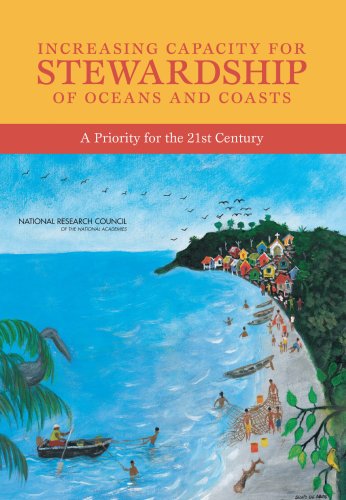 INCREASING CAPACITY FOR
STEWARDSHIP
OF OCEANS AND COASTS
A Priority for the 21st Century
NATIONAL RESEARCH COUNCIL
OF THE NATIONAL ACADEMIES